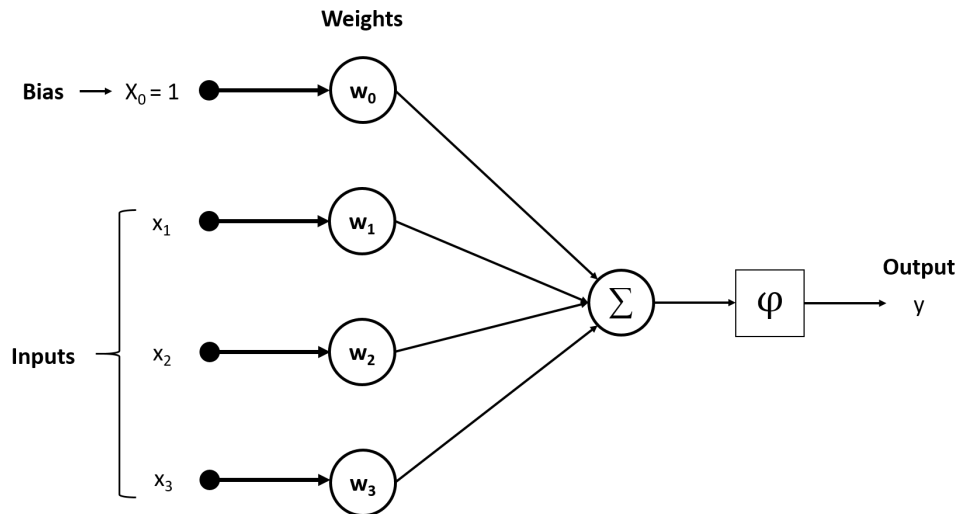 Weights
Bias → X₀ = 1
w₀
x₁
w₁
Σ
φ
Output
y
Inputs
x₂
w₂
x₃
w₃